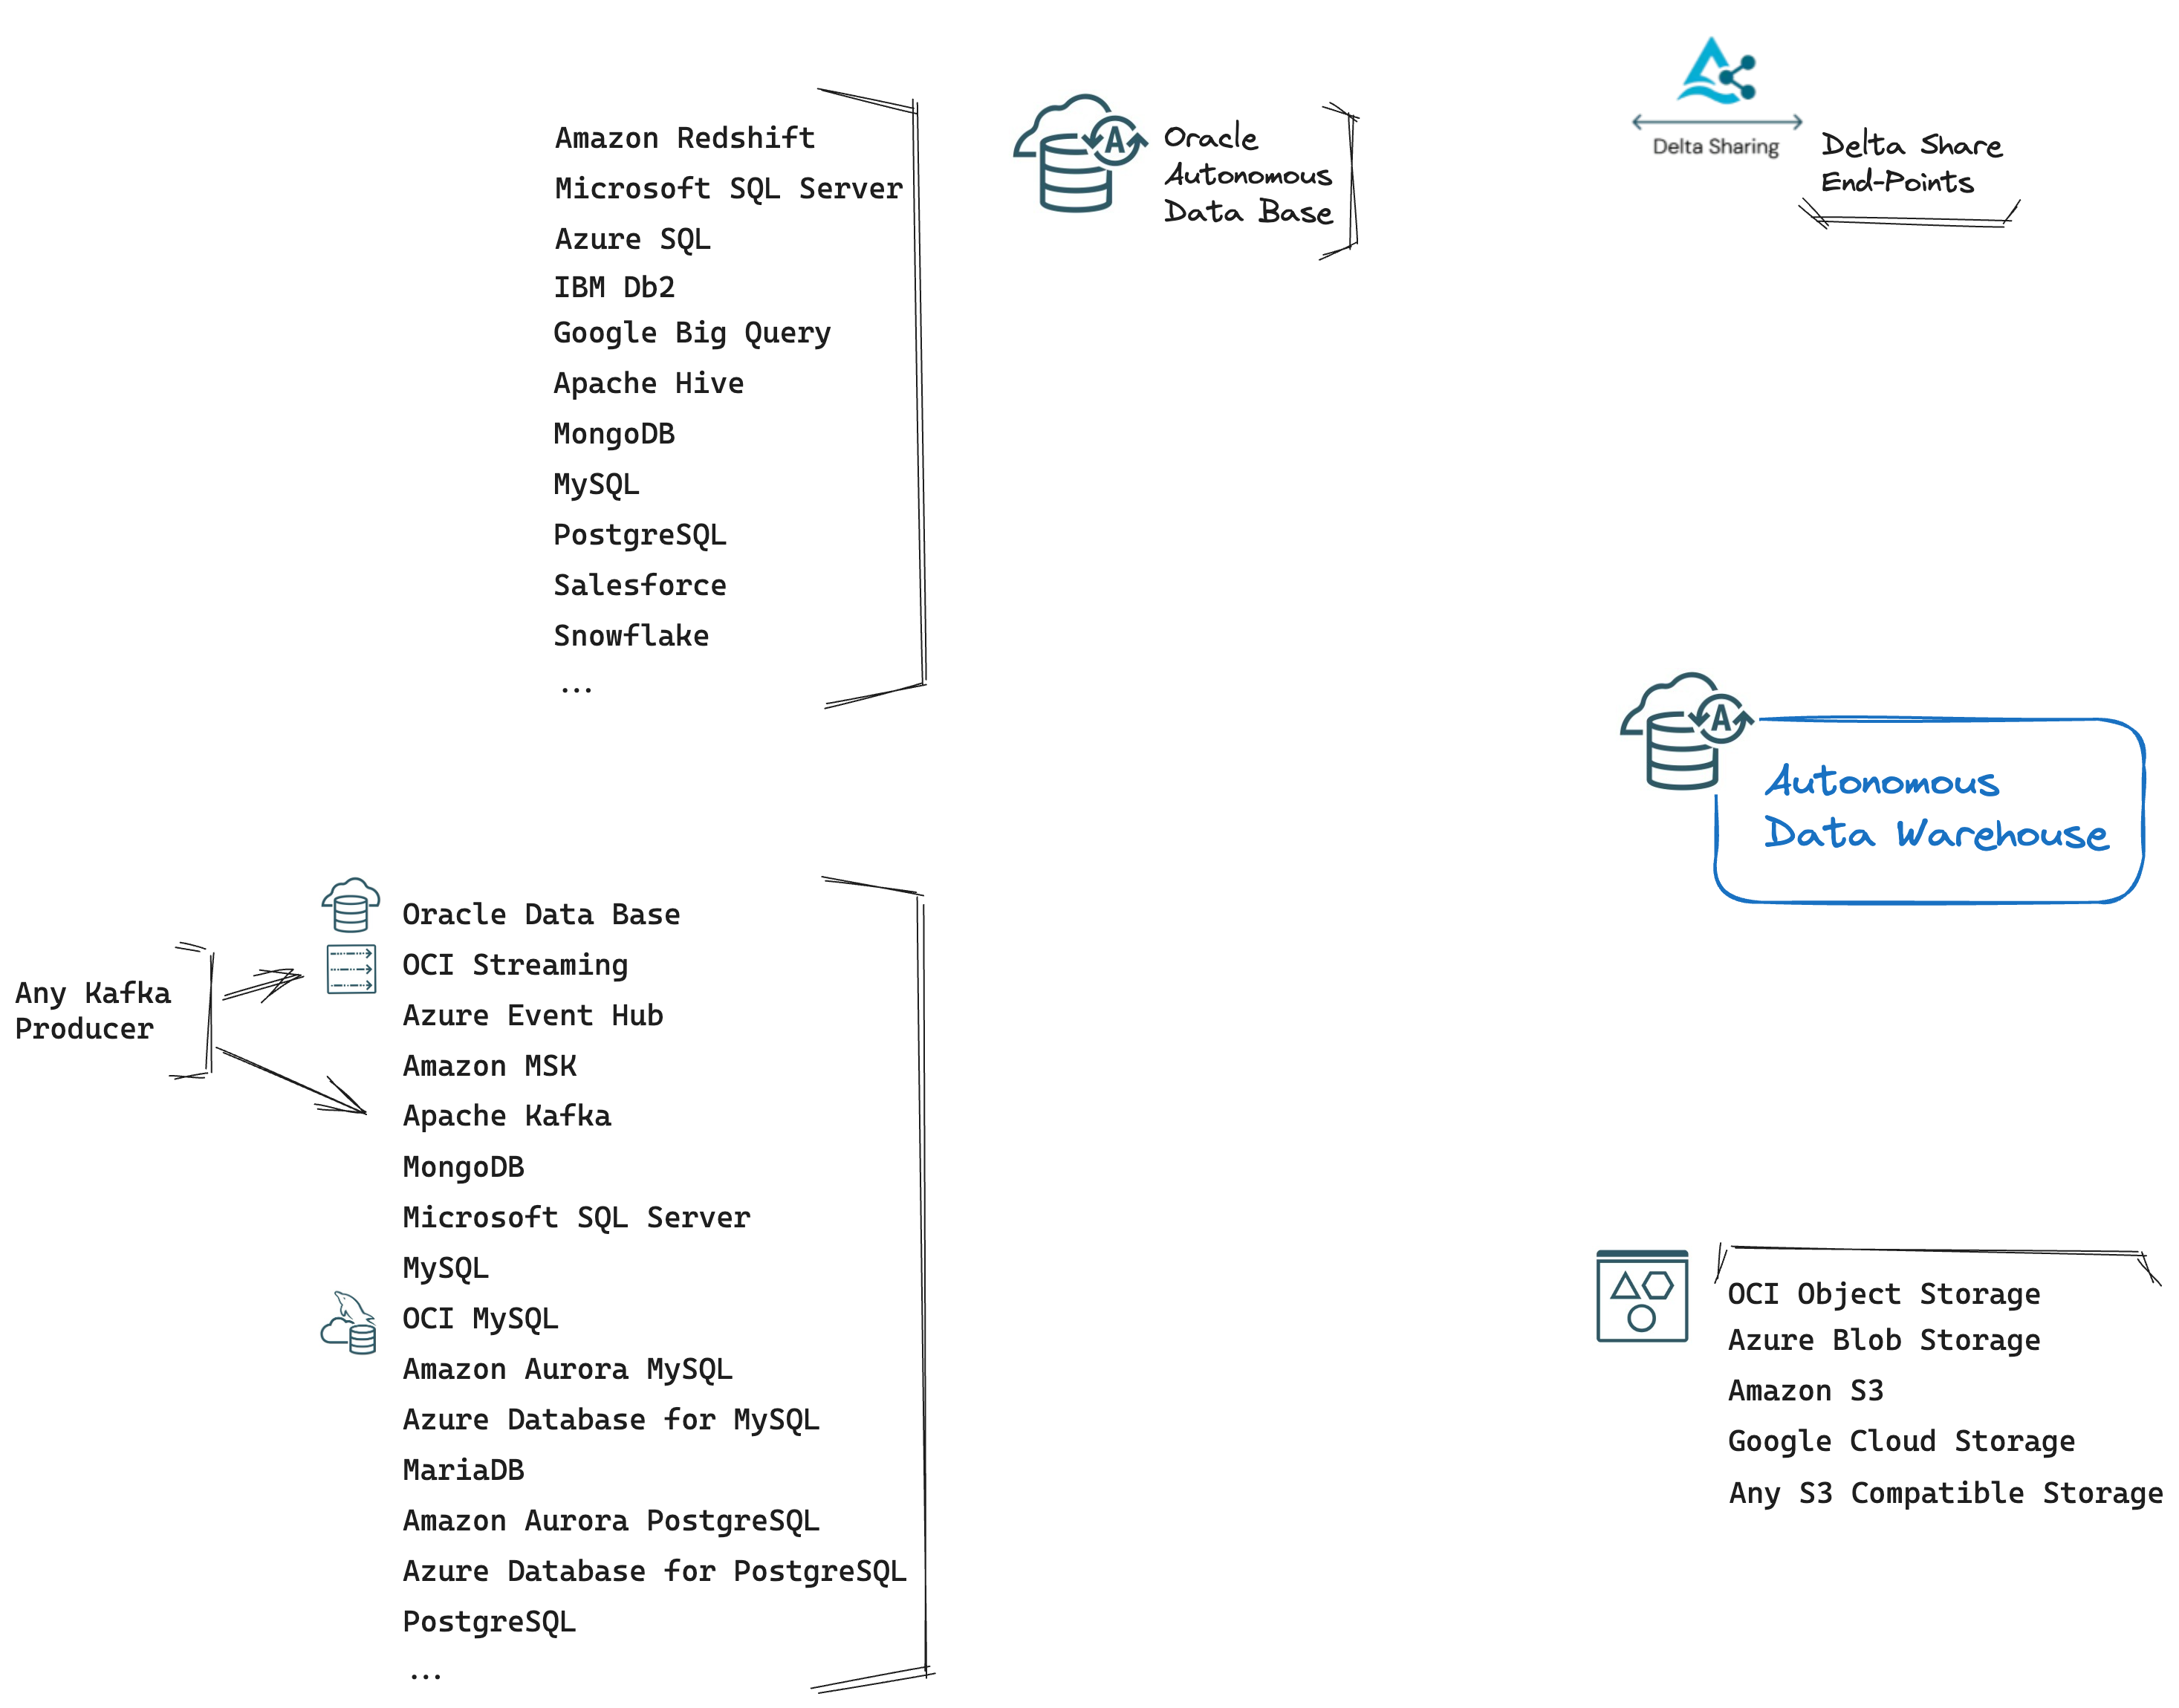 Amazon Redshift
Microsoft SQL Server
Azure SQL
IBM Db2
Google Big Query
Apache Hive
MongoDB
MySQL
PostgreSQL
Salesforce
Snowflake
...
A
Oracle
Autonomous
Data Base
Delta Sharing
Delta Share
End-Points
A
Autonomous
Data Warehouse
Any Kafka
Producer
Oracle Data Base
OCI Streaming
Azure Event Hub
Amazon MSK
Apache Kafka
MongoDB
Microsoft SQL Server
MySQL
OCI MySQL
Amazon Aurora MySQL
Azure Database for MySQL
MariaDB
Amazon Aurora PostgreSQL
Azure Database for PostgreSQL
PostgreSQL
...
OCI Object Storage
Azure Blob Storage
Amazon S3
Google Cloud Storage
Any S3 Compatible Storage